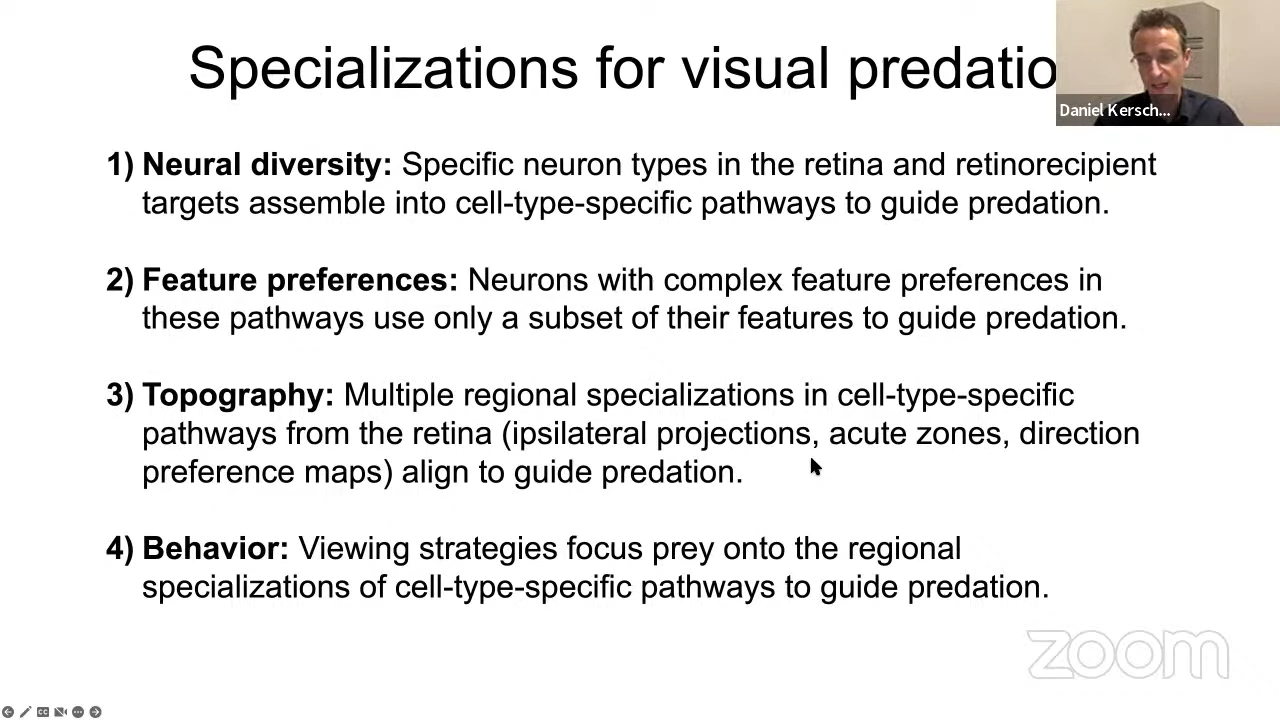 Specializations for visual predatio
Daniel Kersch...
1) Neural diversity: Specific neuron types in the retina and retinorecipient
targets assemble into cell-type-specific pathways to guide predation.
2) Feature preferences: Neurons with complex feature preferences in
these pathways use only a subset of their features to guide predation.
3) Topography: Multiple regional specializations in cell-type-specific
pathways from the retina (ipsilateral projections, acute zones, direction
preference maps) align to guide predation.
4) Behavior: Viewing strategies focus prey onto the regional
specializations of cell-type-specific pathways to guide predation.
zoom